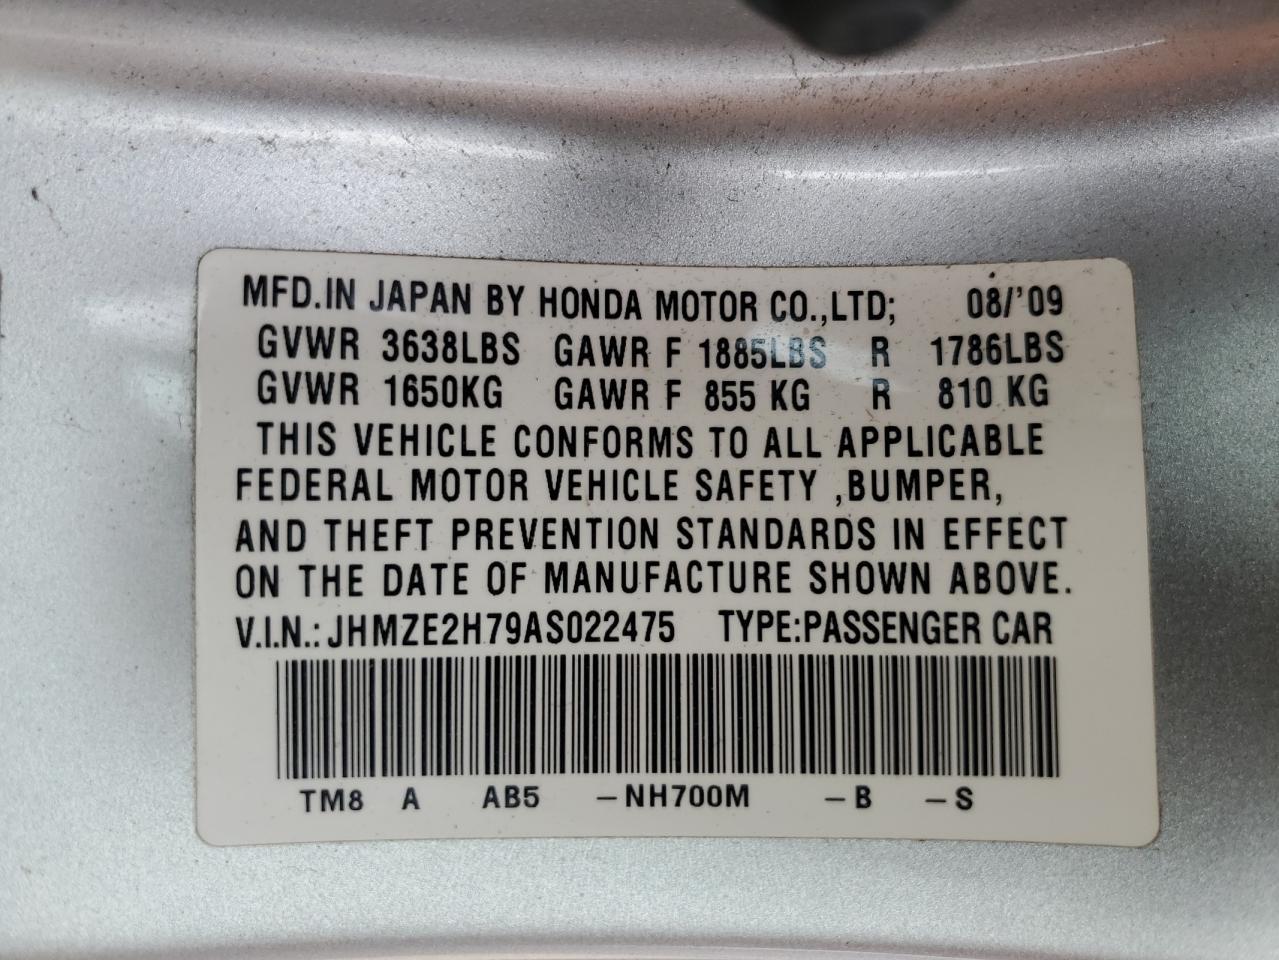 MFD.IN JAPAN BY HONDA MOTOR CO.,LTD; 08/'09
GVWR 3638LBS GAWR F 1885LBS R 1786LBS
GVWR 1650KG GAWR F 855 KG R 810 KG
THIS VEHICLE CONFORMS TO ALL APPLICABLE
FEDERAL MOTOR VEHICLE SAFETY ,BUMPER,
AND THEFT PREVENTION STANDARDS IN EFFECT
ON THE DATE OF MANUFACTURE SHOWN ABOVE.
V.I.N.: JHMZE2H79AS022475 TYPE:PASSENGER CAR
TM8 A AB5 –NH700M –B –S